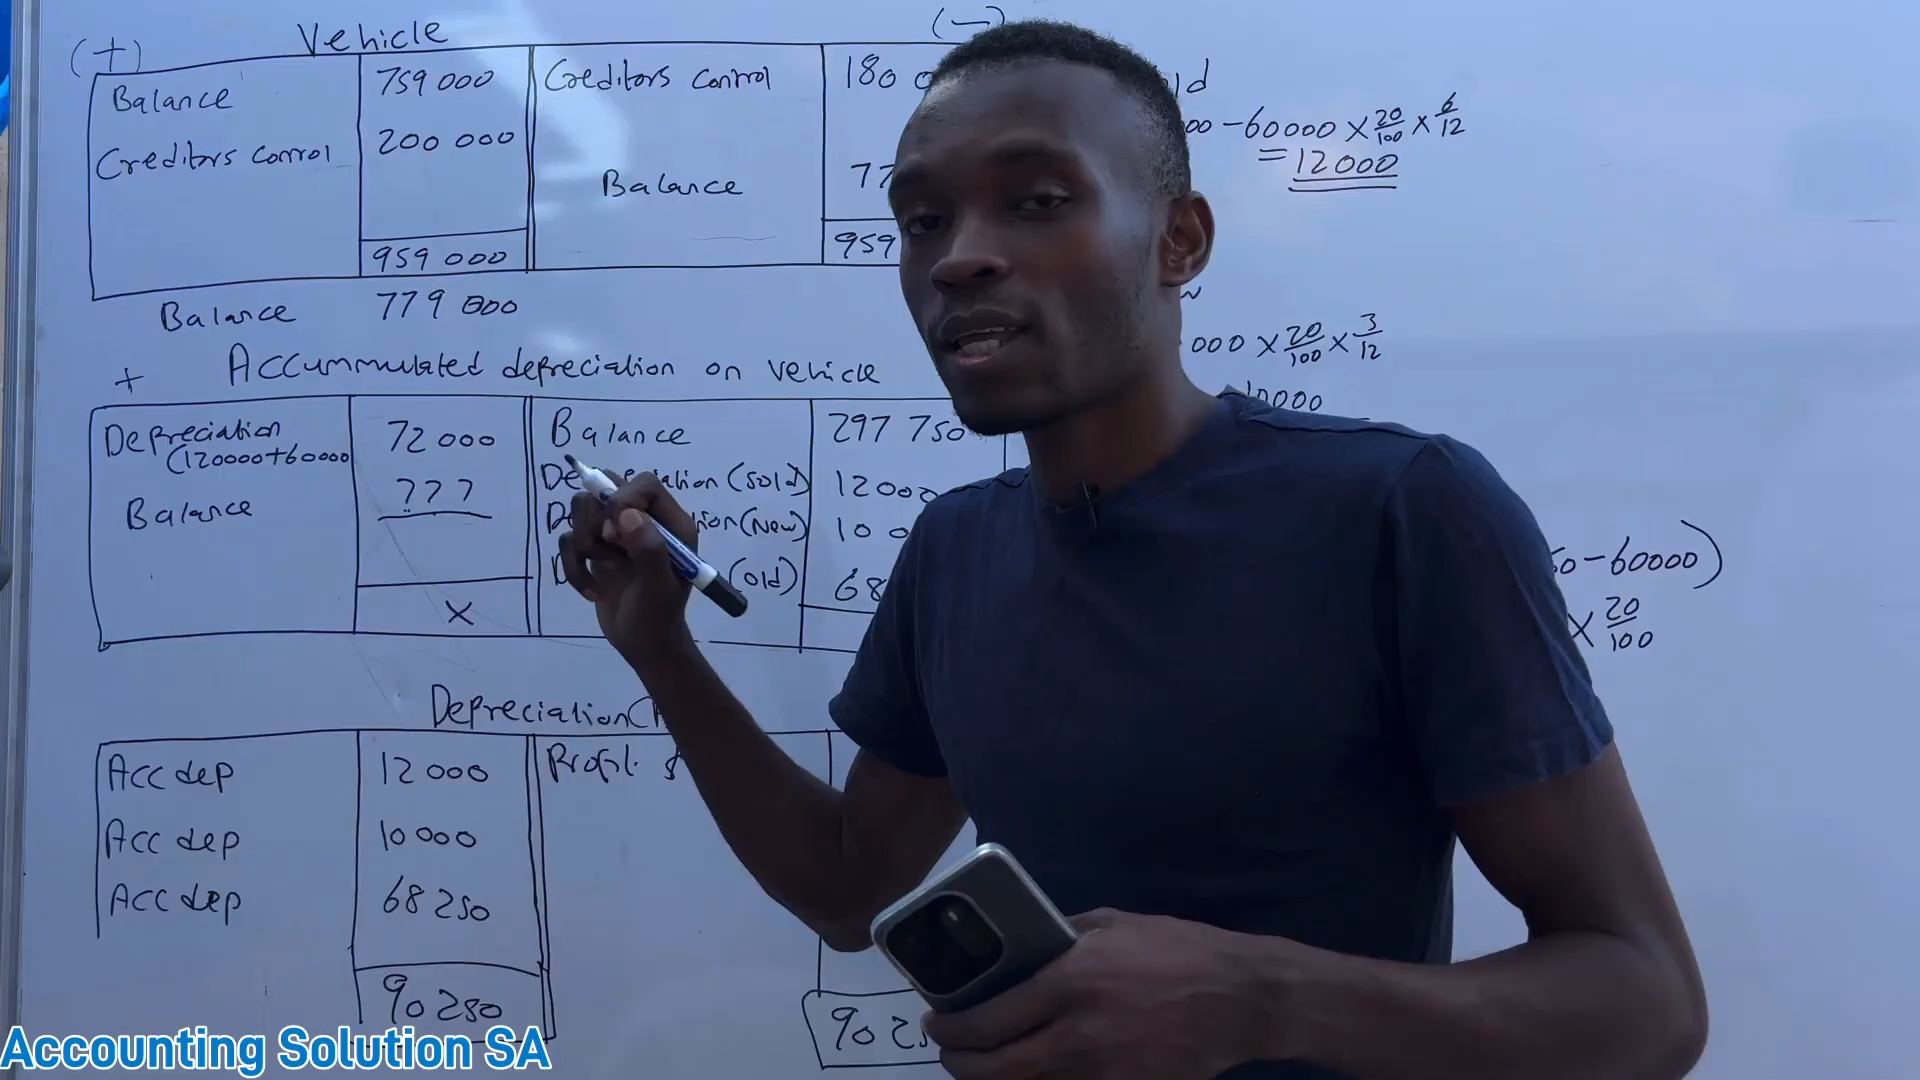 (+) Vehicle (-)
Balance 759 000 Creditors control 180 0
Creditors control 200 000 Balance 77
959 000 959
Balance 779 000
00 - 60000 × 20/100 × 6/12
= 12000
000 × 20/100 × 3/12
10000
+ Accummulated depreciation on vehicle
Depreciation 72 000 Balance 297 750
(120000+60000
Balance ??? (sold) 12000
(New) 10 0
(old) 68
X
50 - 60000)
× 20/100
Depreciation(
Acc dep 12 000 Profit
Acc dep 10 000
Acc dep 68 250
90 250 90 25
Accounting Solution SA